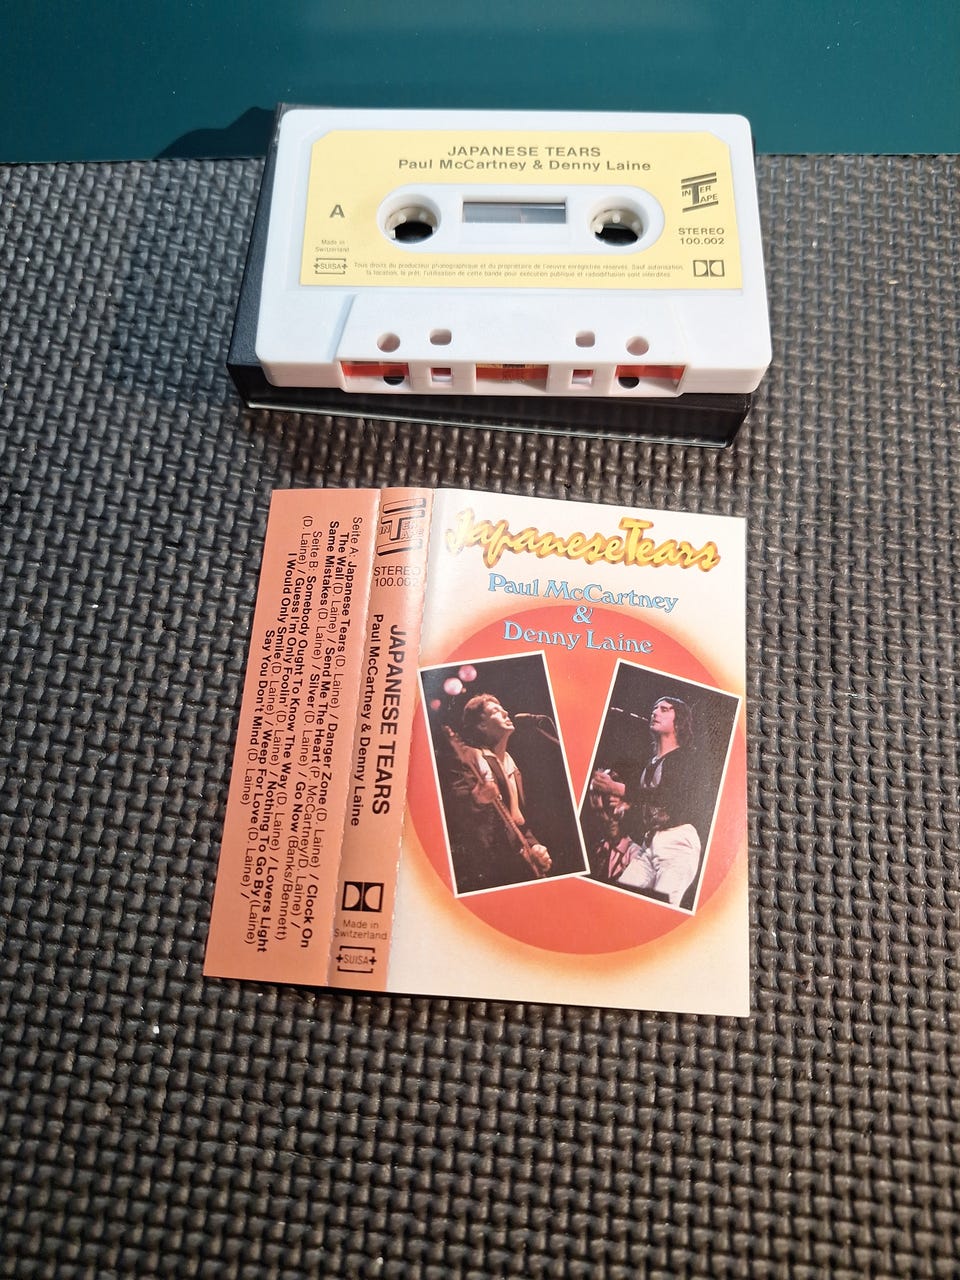 JAPANESE TEARS
Paul McCartney & Denny Laine
INTER TAPE
A
STEREO
100.002
Made in
Switzerland
SUISA
Tous droits du producteur phonographique et du propriétaire de l'oeuvre enregistrée réservés. Sauf autorisation,
la location, le prêt, l'utilisation de cette bande pour exécution publique et radiodiffusion sont interdites.
Japanese Tears
Paul McCartney
&
Denny Laine
INTER TAPE
STEREO
100.002
JAPANESE TEARS
Paul McCartney & Denny Laine
Made in
Switzerland
SUISA
Seite A: Japanese Tears (D. Laine) / Danger Zone (D. Laine) / Clock On
The Wall (D. Laine) / Send Me The Heart (P. McCartney/D. Laine) /
Same Mistakes (D. Laine) / Silver (D. Laine) / Go Now (Banks/Bennett)
Seite B: Somebody Ought To Know The Way (D. Laine) / Lovers Light
(D. Laine) / Guess I'm Only Foolin' (D. Laine) / Nothing To Go By (Laine)
I Would Only Smile (D. Laine) / Weep For Love (D. Laine) /
Say You Don't Mind (D. Laine)